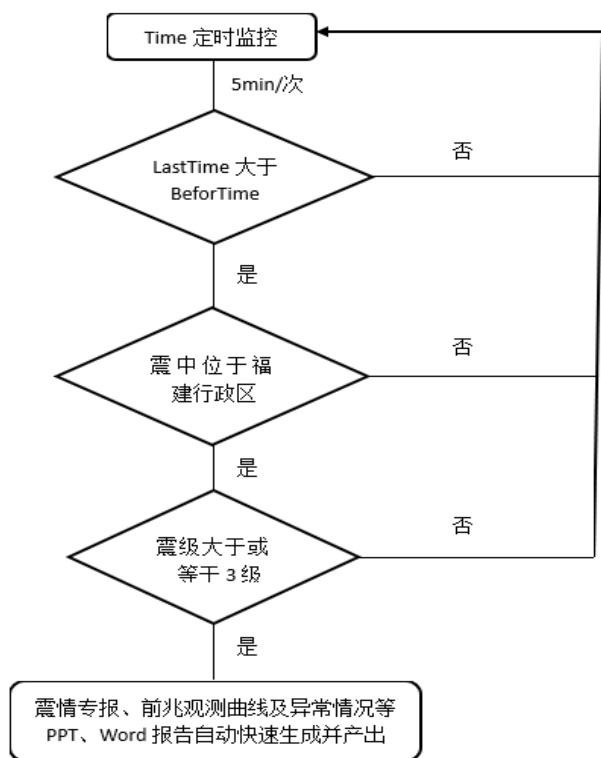 Time 定时监控
5min/次
LastTime 大于
BeforTime
否
是
震中位于福
建行政区
否
是
震级大于或
等于 3 级
否
是
震情专报、前兆观测曲线及异常情况等
PPT、Word 报告自动快速生成并产出